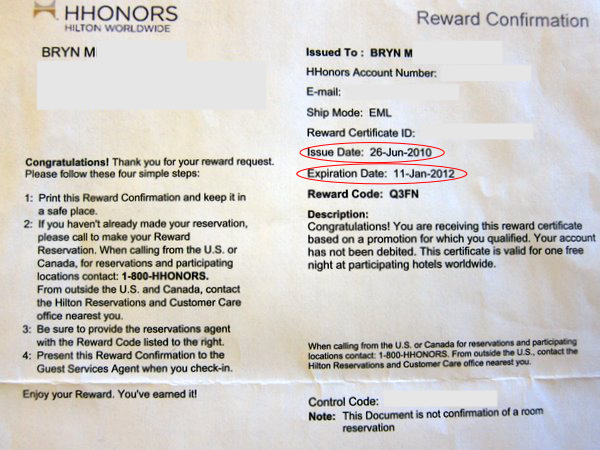 HHONORS
HILTON WORLDWIDE
Reward Confirmation
BRYN M
Issued To : BRYN M
HHonors Account Number:
E-mail:
Ship Mode: EML
Reward Certificate ID:
Issue Date: 26-Jun-2010
Expiration Date: 11-Jan-2012
Reward Code: Q3FN
Congratulations! Thank you for your reward request.
Please follow these four simple steps:
1: Print this Reward Confirmation and keep it in
a safe place.
2: If you haven't already made your reservation,
please call to make your Reward
Reservation. When calling from the U.S. or
Canada, for reservations and participating
locations contact: 1-800-HHONORS.
From outside the U.S. and Canada, contact
the Hilton Reservations and Customer Care
office nearest you.
3: Be sure to provide the reservations agent
with the Reward Code listed to the right.
4: Present this Reward Confirmation to the
Guest Services Agent when you check-in.
Enjoy your Reward. You've earned it!
Description:
Congratulations! You are receiving this reward certificate
based on a promotion for which you qualified. Your account
has not been debited. This certificate is valid for one free
night at participating hotels worldwide.
When calling from the U.S. or Canada for reservations and participating
locations contact: 1-800-HHONORS. From outside the U.S., contact the
Hilton Reservations and Customer Care office nearest you.
Control Code:
Note: This Document is not confirmation of a room
reservation